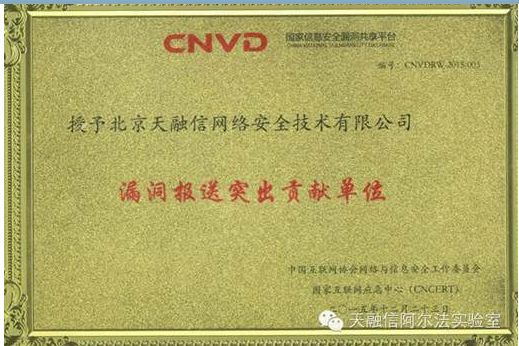 CNVD 国家信息安全漏洞共享平台
CHINA NATIONAL VULNERABILITY DATABASE
编号：CNVDRW-2015-003
授予北京天融信网络安全技术有限公司
漏洞报送突出贡献单位
中国互联网协会网络与信息安全工作委员会
国家互联网应急中心（CNCERT）
二〇一五年十二月二十三日
天融信阿尔法实验室